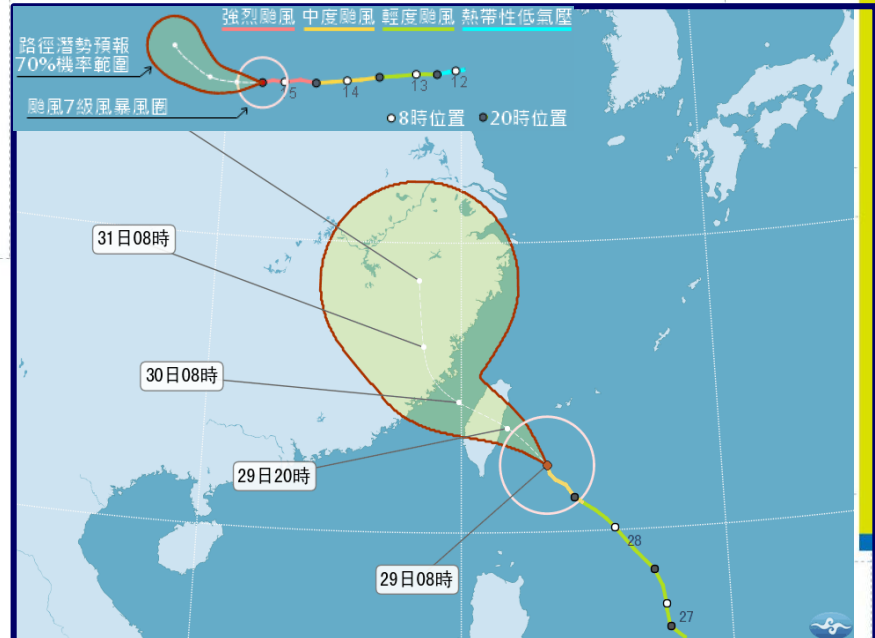 強烈颱風 中度颱風 輕度颱風 熱帶性低氣壓
路徑潛勢預報
70%機率範圍
15 14 13 12
颱風7級風暴風圈
8時位置 20時位置
31日08時
30日08時
29日20時
29日08時
28
27